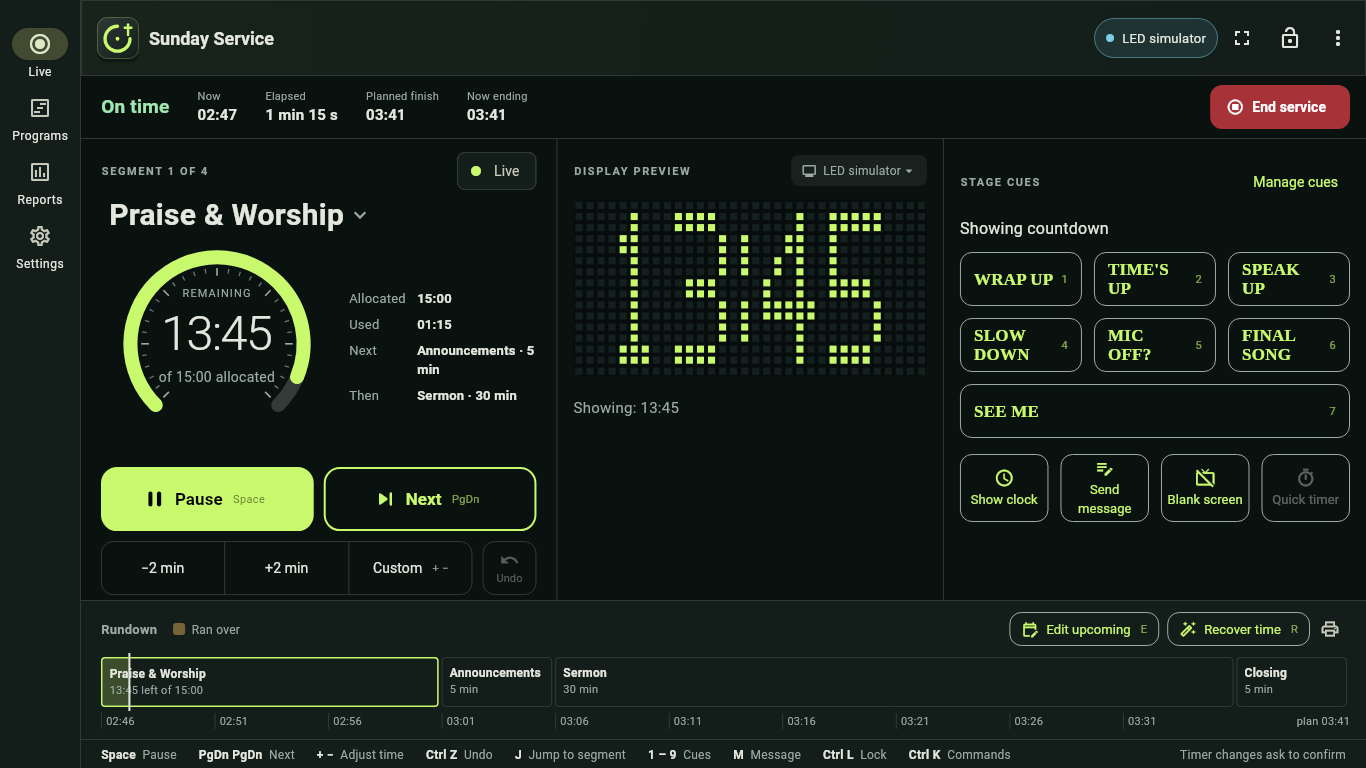 Sunday Service
LED simulator
Live
Programs
Reports
Settings
On time
Now
02:47
Elapsed
1 min 15 s
Planned finish
03:41
Now ending
03:41
End service
SEGMENT 1 OF 4
Live
Praise & Worship
REMAINING
13:45
of 15:00 allocated
Allocated 15:00
Used 01:15
Next Announcements · 5
min
Then Sermon · 30 min
Pause Space
Next PgDn
−2 min
+2 min
Custom + −
Undo
DISPLAY PREVIEW
LED simulator
13:45
Showing: 13:45
STAGE CUES
Manage cues
Showing countdown
WRAP UP 1
TIME'S
UP 2
SPEAK
UP 3
SLOW
DOWN 4
MIC
OFF? 5
FINAL
SONG 6
SEE ME 7
Show clock
Send
message
Blank screen
Quick timer
Rundown
Ran over
Edit upcoming E
Recover time R
Praise & Worship
13:45 left of 15:00
Announcements
5 min
Sermon
30 min
Closing
5 min
02:46 02:51 02:56 03:01 03:06 03:11 03:16 03:21 03:26 03:31 plan 03:41
Space Pause PgDn PgDn Next + − Adjust time Ctrl Z Undo J Jump to segment 1 – 9 Cues M Message Ctrl L Lock Ctrl K Commands Timer changes ask to confirm